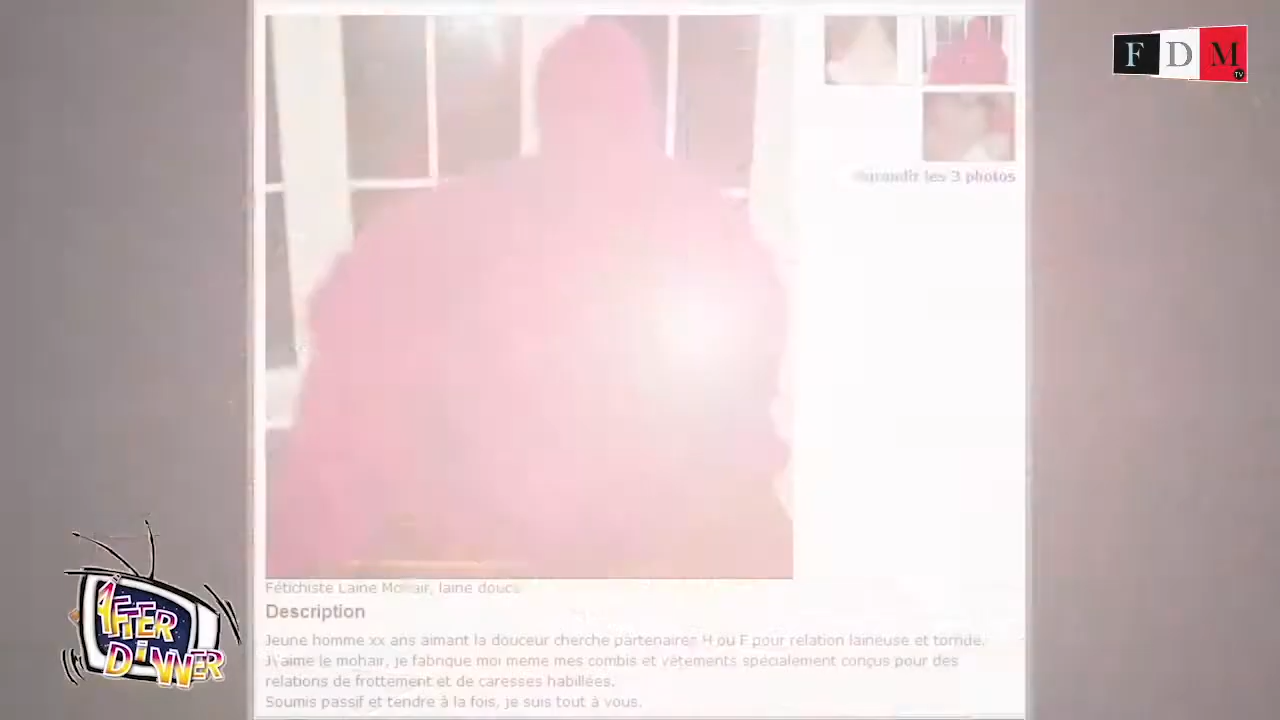 F D M
TV
Agrandir les 3 photos
Fétichiste Laine Mohair, laine douce
Description
Jeune homme xx ans aimant la douceur cherche partenaires H ou F pour relation laineuse et torride.
J'aime le mohair, je fabrique moi meme mes combis et vêtements spécialement conçus pour des
relations de frottement et de caresses habillées.
Soumis passif et tendre à la fois, je suis tout à vous.
AFTER
DINNER